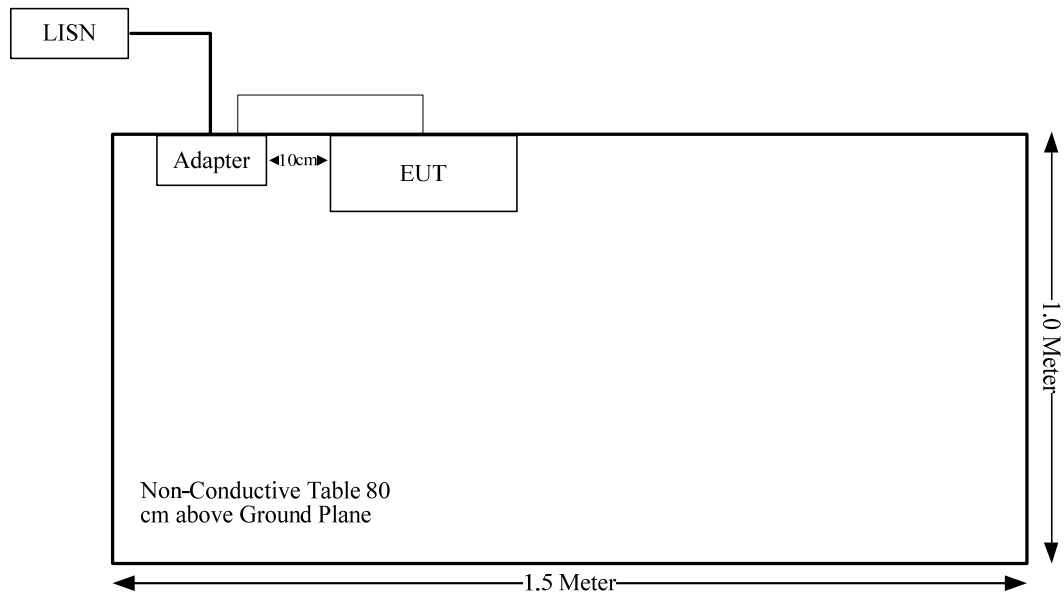 LISN
Adapter
10cm
EUT
1.0 Meter
Non-Conductive Table 80
cm above Ground Plane
1.5 Meter